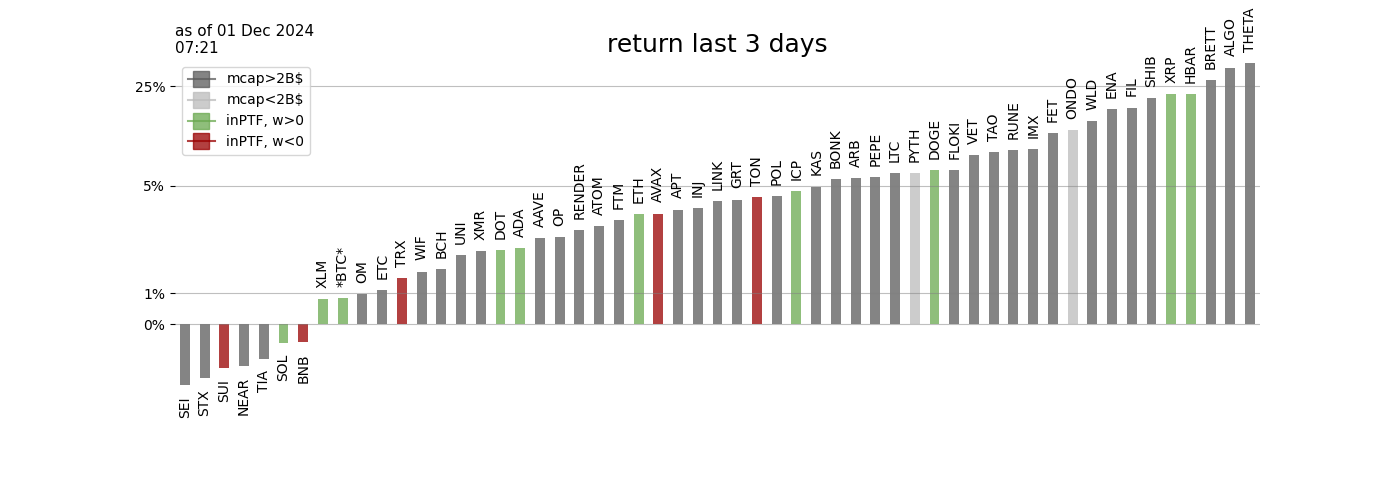 as of 01 Dec 2024
07:21
return last 3 days
mcap>2B$
mcap<2B$
inPTF, w>0
inPTF, w<0
25%
5%
1%
0%
SEI
STX
SUI
NEAR
TIA
SOL
BNB
XLM
*BTC*
OM
ETC
TRX
WIF
BCH
UNI
XMR
DOT
ADA
AAVE
OP
RENDER
ATOM
FTM
ETH
AVAX
APT
INJ
LINK
GRT
TON
POL
ICP
KAS
BONK
ARB
PEPE
LTC
PYTH
DOGE
FLOKI
VET
TAO
RUNE
IMX
FET
ONDO
WLD
ENA
FIL
SHIB
XRP
HBAR
BRETT
ALGO
THETA